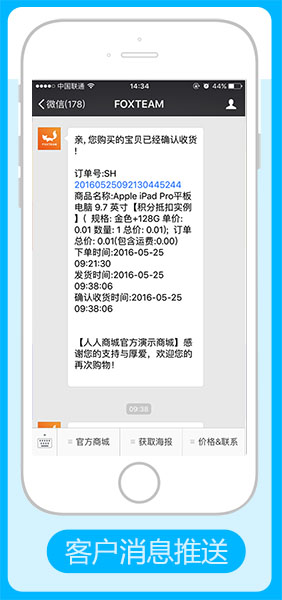 中国联通 14:34 44%
微信(178) FOXTEAM
FOXTEAM
亲, 您购买的宝贝已经确认收货
!
订单号:SH
20160525092130445244
商品名称:Apple iPad Pro平板
电脑 9.7 英寸【积分抵扣实例
】( 规格: 金色+128G 单价:
0.01 数量: 1 总价: 0.01); 订单
总价: 0.01(包含运费:0.00)
下单时间:2016-05-25
09:21:30
发货时间:2016-05-25
09:38:06
确认收货时间:2016-05-25
09:38:06
【人人商城官方演示商城】感
谢您的支持与厚爱，欢迎您的
再次购物！
09:38
官方商城 获取海报 价格&联系
客户消息推送